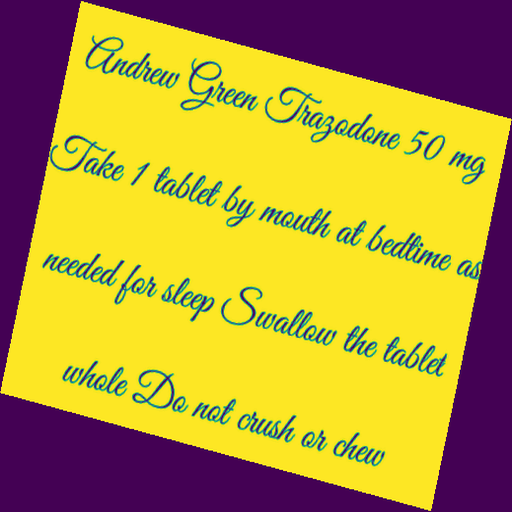 Andrew Green Trazodone 50 mg
Take 1 tablet by mouth at bedtime as
needed for sleep Swallow the tablet
whole Do not crush or chew